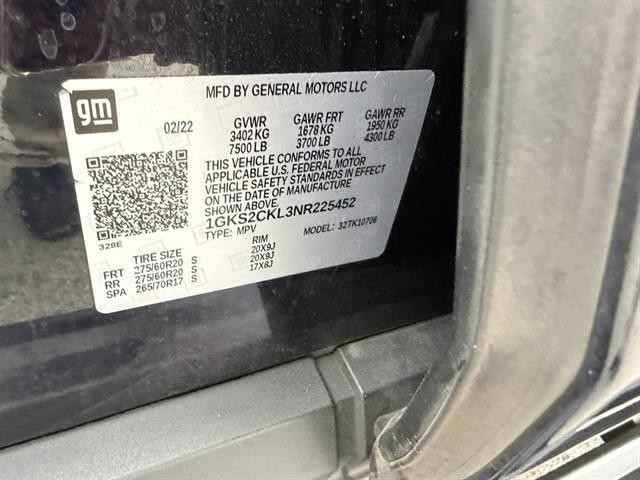 gm
MFD BY GENERAL MOTORS LLC
02/22 GVWR GAWR FRT GAWR RR
3402 KG 1678 KG 1950 KG
7500 LB 3700 LB 4300 LB
THIS VEHICLE CONFORMS TO ALL
APPLICABLE U.S. FEDERAL MOTOR
VEHICLE SAFETY STANDARDS IN EFFECT
ON THE DATE OF MANUFACTURE
SHOWN ABOVE.
1GKS2CKL3NR225452
TYPE: MPV MODEL: 32TK10706
328E
TIRE SIZE RIM
FRT 275/60R20 S 20X9J
RR 275/60R20 S 20X9J
SPA 265/70R17 S 17X8J